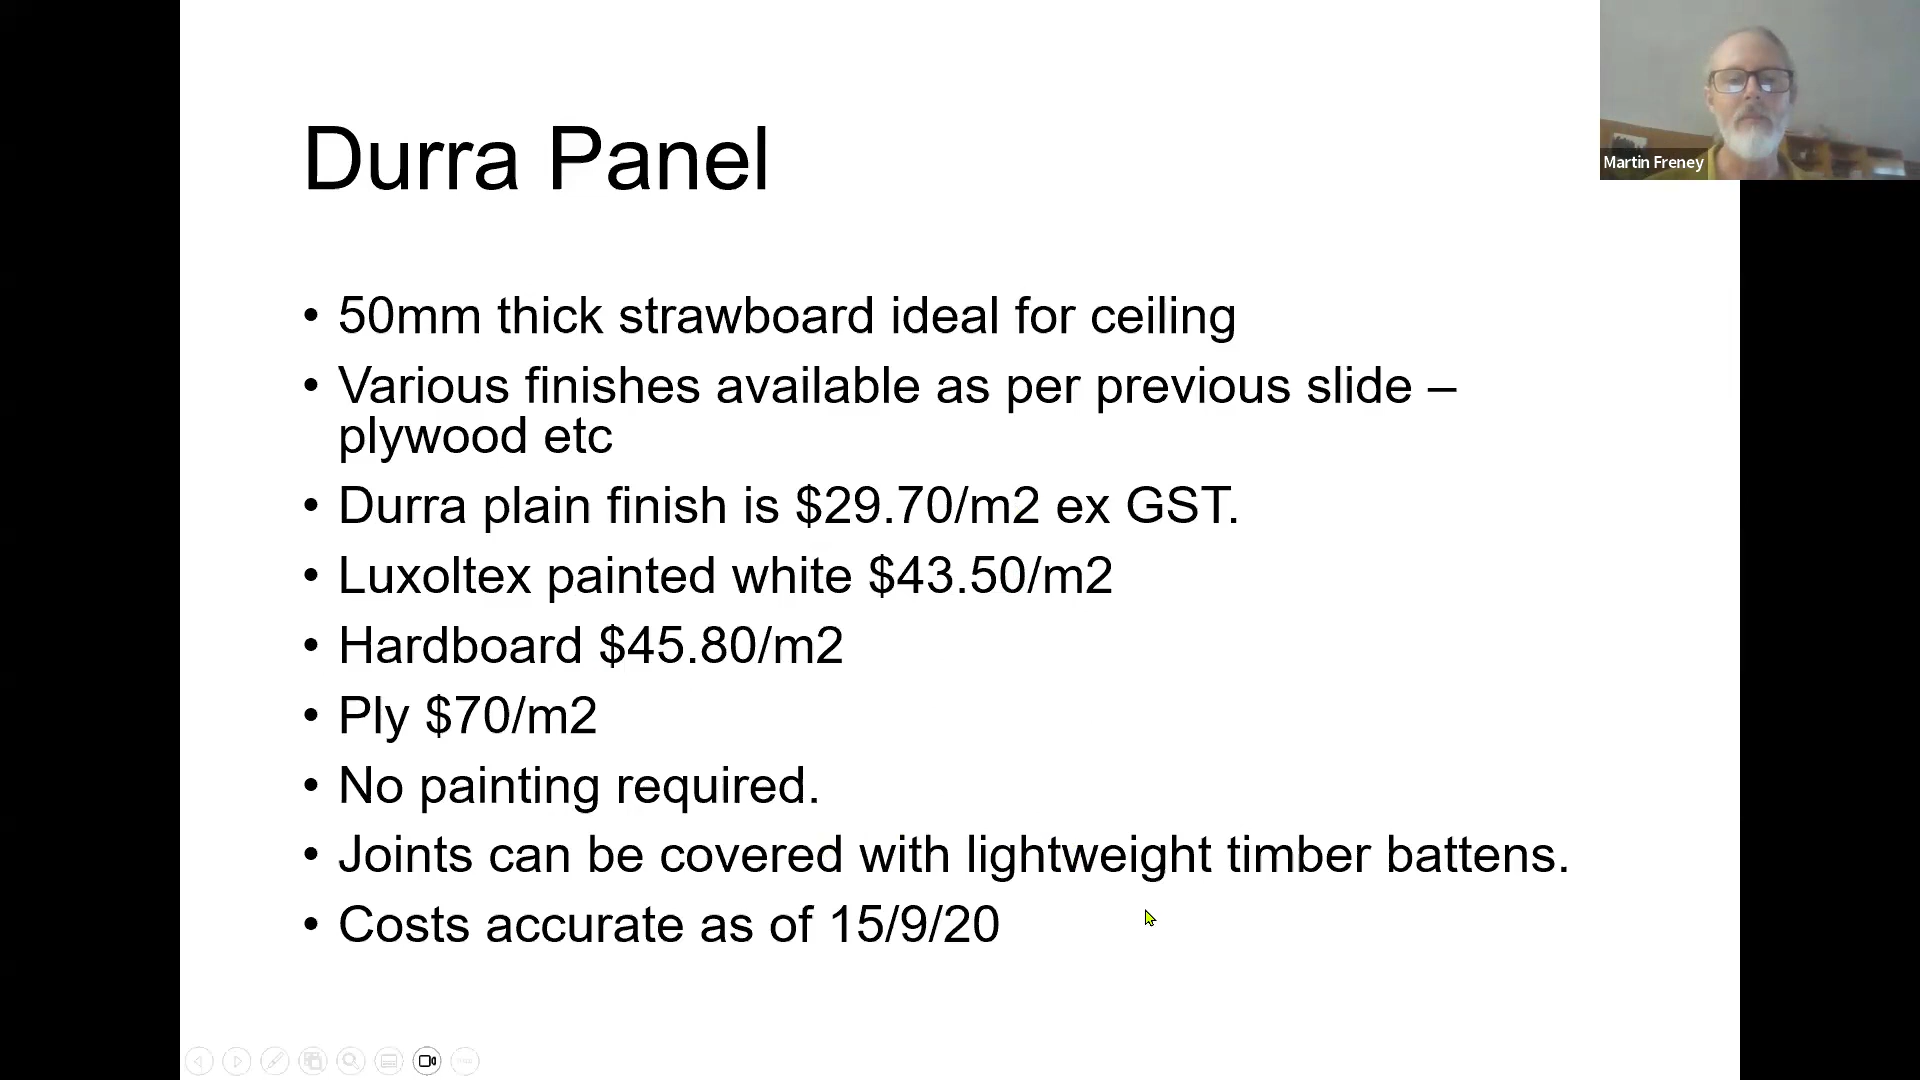 Durra Panel
Martin Freney
• 50mm thick strawboard ideal for ceiling
• Various finishes available as per previous slide –
plywood etc
• Durra plain finish is $29.70/m2 ex GST.
• Luxoltex painted white $43.50/m2
• Hardboard $45.80/m2
• Ply $70/m2
• No painting required.
• Joints can be covered with lightweight timber battens.
• Costs accurate as of 15/9/20